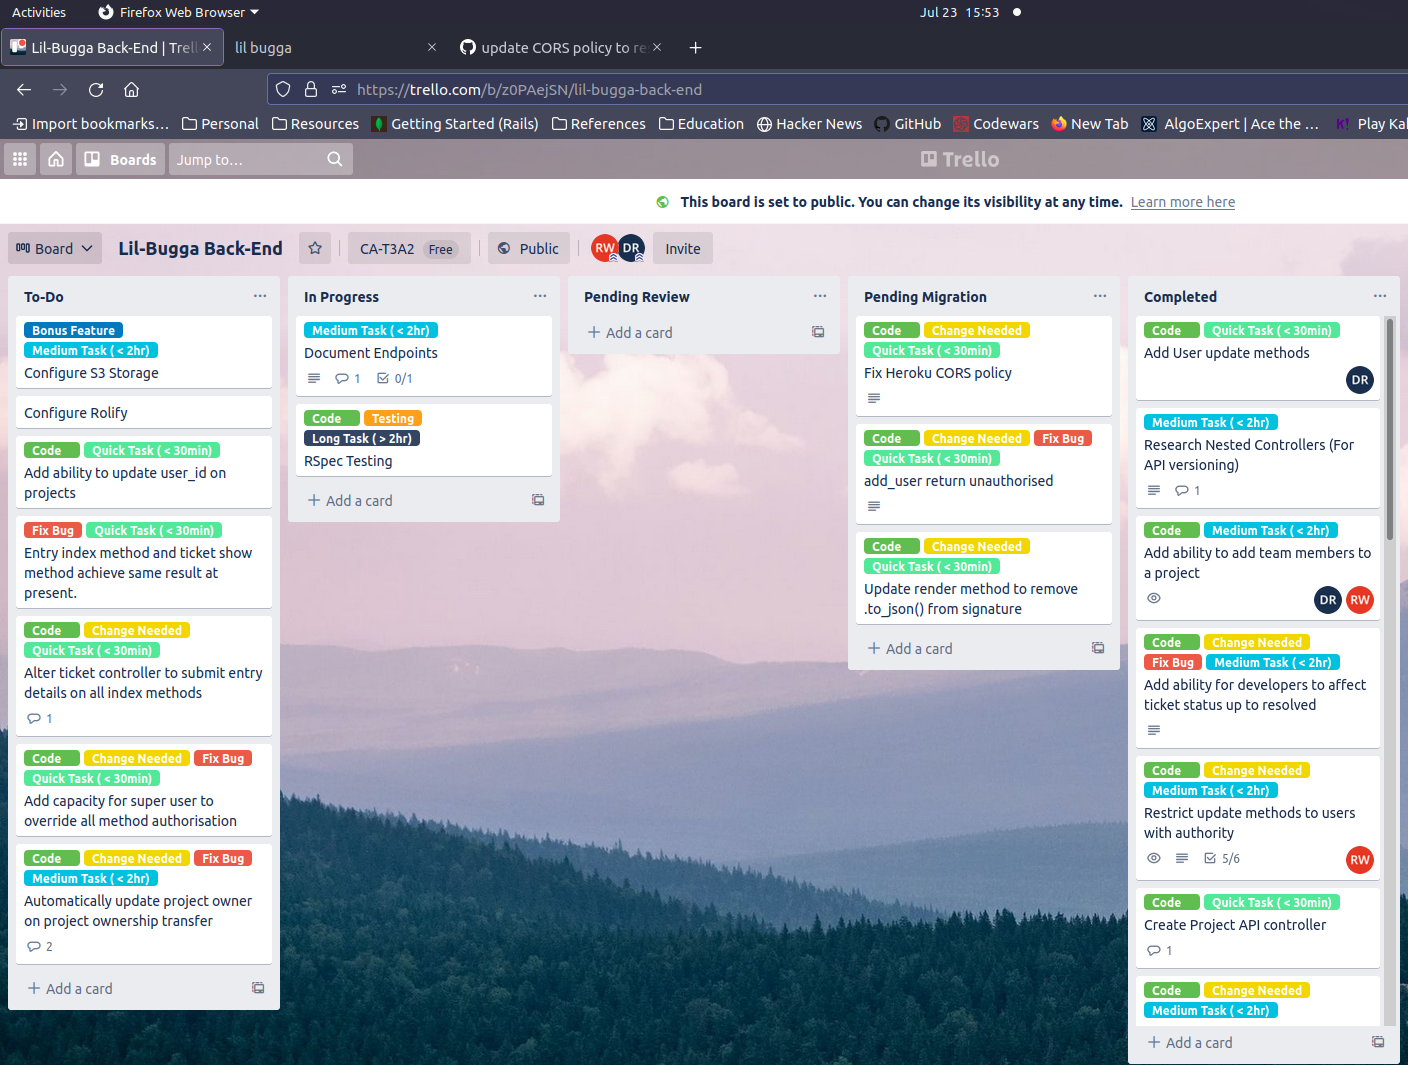 Activities
Firefox Web Browser
Jul 23 15:53
Lil-Bugga Back-End | Trell
lil bugga
update CORS policy to re
https://trello.com/b/z0PAejSN/lil-bugga-back-end
Import bookmarks…
Personal
Resources
Getting Started (Rails)
References
Education
Hacker News
GitHub
Codewars
New Tab
AlgoExpert | Ace the …
K!
Play Kah
Boards
Jump to…
Trello
This board is set to public. You can change its visibility at any time. Learn more here
Board
Lil-Bugga Back-End
CA-T3A2 Free
Public
RW DR
Invite
To-Do
Bonus Feature
Medium Task ( < 2hr)
Configure S3 Storage
Configure Rolify
Code Quick Task ( < 30min)
Add ability to update user_id on
projects
Fix Bug Quick Task ( < 30min)
Entry index method and ticket show
method achieve same result at
present.
Code Change Needed
Quick Task ( < 30min)
Alter ticket controller to submit entry
details on all index methods
1
Code Change Needed Fix Bug
Quick Task ( < 30min)
Add capacity for super user to
override all method authorisation
Code Change Needed Fix Bug
Medium Task ( < 2hr)
Automatically update project owner
on project ownership transfer
2
+ Add a card
In Progress
Medium Task ( < 2hr)
Document Endpoints
1 0/1
Code Testing
Long Task ( > 2hr)
RSpec Testing
+ Add a card
Pending Review
+ Add a card
Pending Migration
Code Change Needed
Quick Task ( < 30min)
Fix Heroku CORS policy
Code Change Needed Fix Bug
Quick Task ( < 30min)
add_user return unauthorised
Code Change Needed
Quick Task ( < 30min)
Update render method to remove
.to_json() from signature
+ Add a card
Completed
Code Quick Task ( < 30min)
Add User update methods
DR
Medium Task ( < 2hr)
Research Nested Controllers (For
API versioning)
1
Code Medium Task ( < 2hr)
Add ability to add team members to
a project
DR RW
Code Change Needed
Fix Bug Medium Task ( < 2hr)
Add ability for developers to affect
ticket status up to resolved
Code Change Needed
Medium Task ( < 2hr)
Restrict update methods to users
with authority
5/6
RW
Code Quick Task ( < 30min)
Create Project API controller
1
Code Change Needed
Medium Task ( < 2hr)
+ Add a card